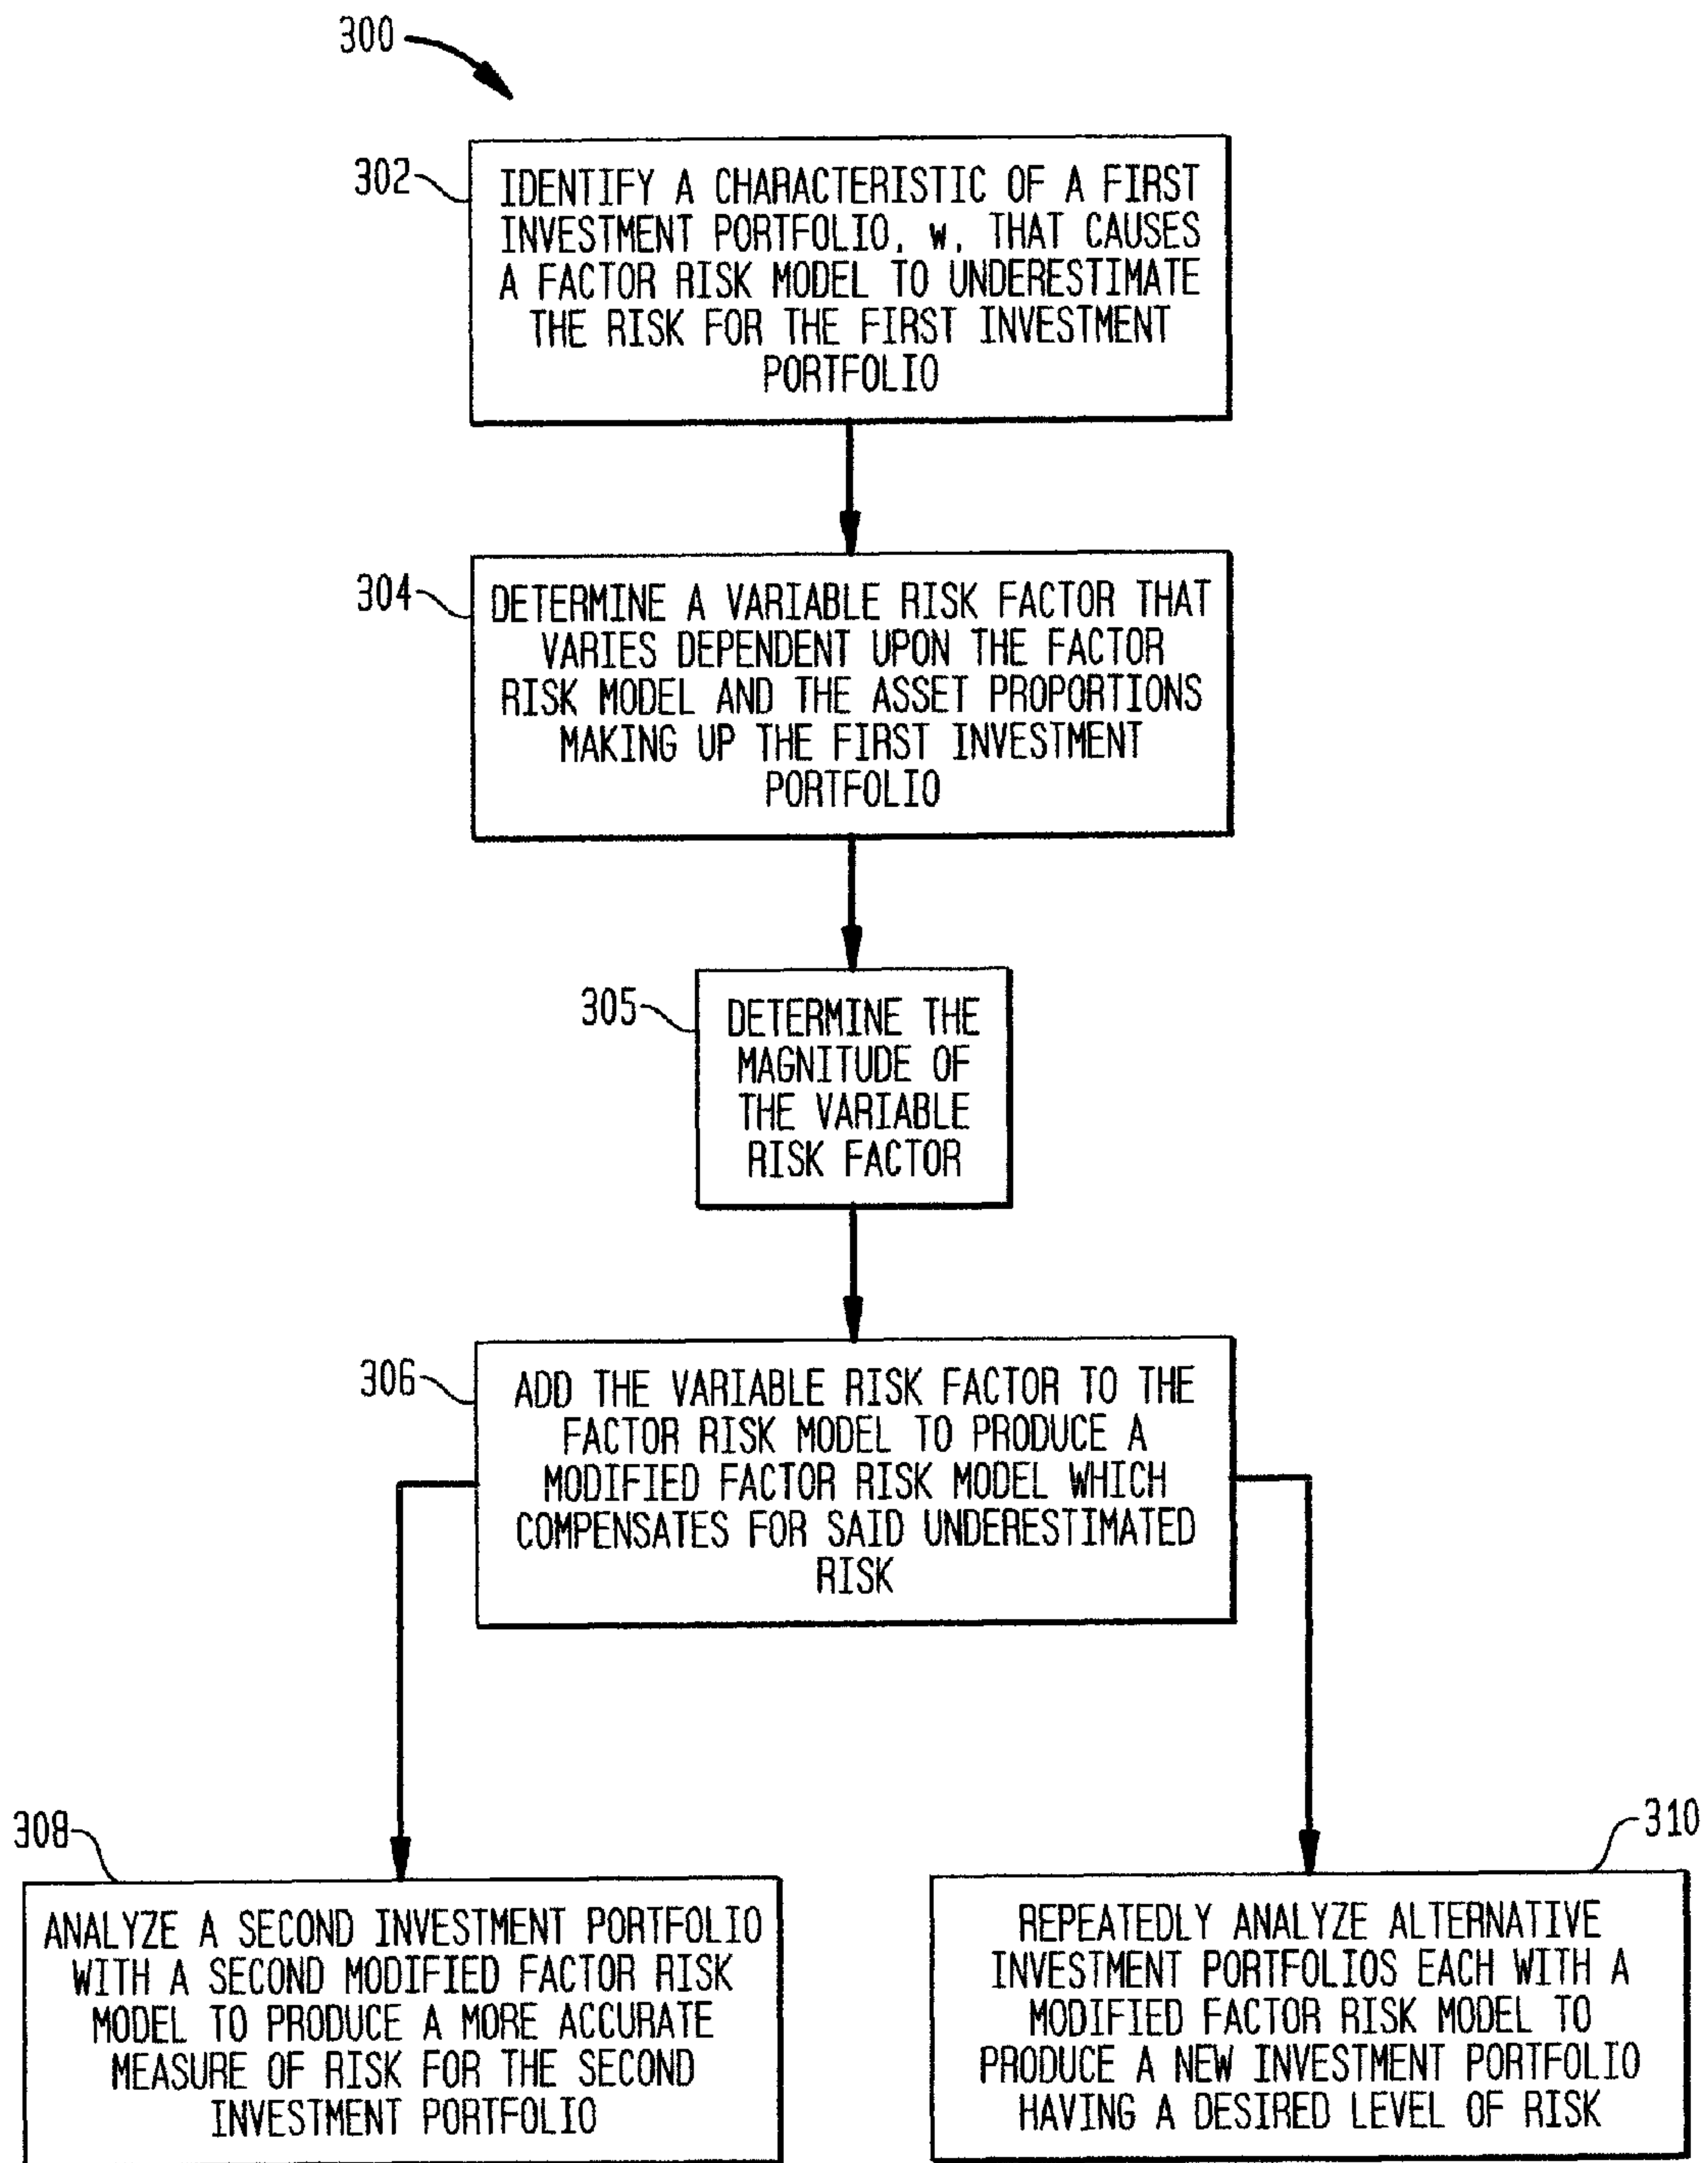 300
302
IDENTIFY A CHARACTERISTIC OF A FIRST
INVESTMENT PORTFOLIO, w, THAT CAUSES
A FACTOR RISK MODEL TO UNDERESTIMATE
THE RISK FOR THE FIRST INVESTMENT
PORTFOLIO
304
DETERMINE A VARIABLE RISK FACTOR THAT
VARIES DEPENDENT UPON THE FACTOR
RISK MODEL AND THE ASSET PROPORTIONS
MAKING UP THE FIRST INVESTMENT
PORTFOLIO
305
DETERMINE THE
MAGNITUDE OF
THE VARIABLE
RISK FACTOR
306
ADD THE VARIABLE RISK FACTOR TO THE
FACTOR RISK MODEL TO PRODUCE A
MODIFIED FACTOR RISK MODEL WHICH
COMPENSATES FOR SAID UNDERESTIMATED
RISK
308
ANALYZE A SECOND INVESTMENT PORTFOLIO
WITH A SECOND MODIFIED FACTOR RISK
MODEL TO PRODUCE A MORE ACCURATE
MEASURE OF RISK FOR THE SECOND
INVESTMENT PORTFOLIO
310
REPEATEDLY ANALYZE ALTERNATIVE
INVESTMENT PORTFOLIOS EACH WITH A
MODIFIED FACTOR RISK MODEL TO
PRODUCE A NEW INVESTMENT PORTFOLIO
HAVING A DESIRED LEVEL OF RISK